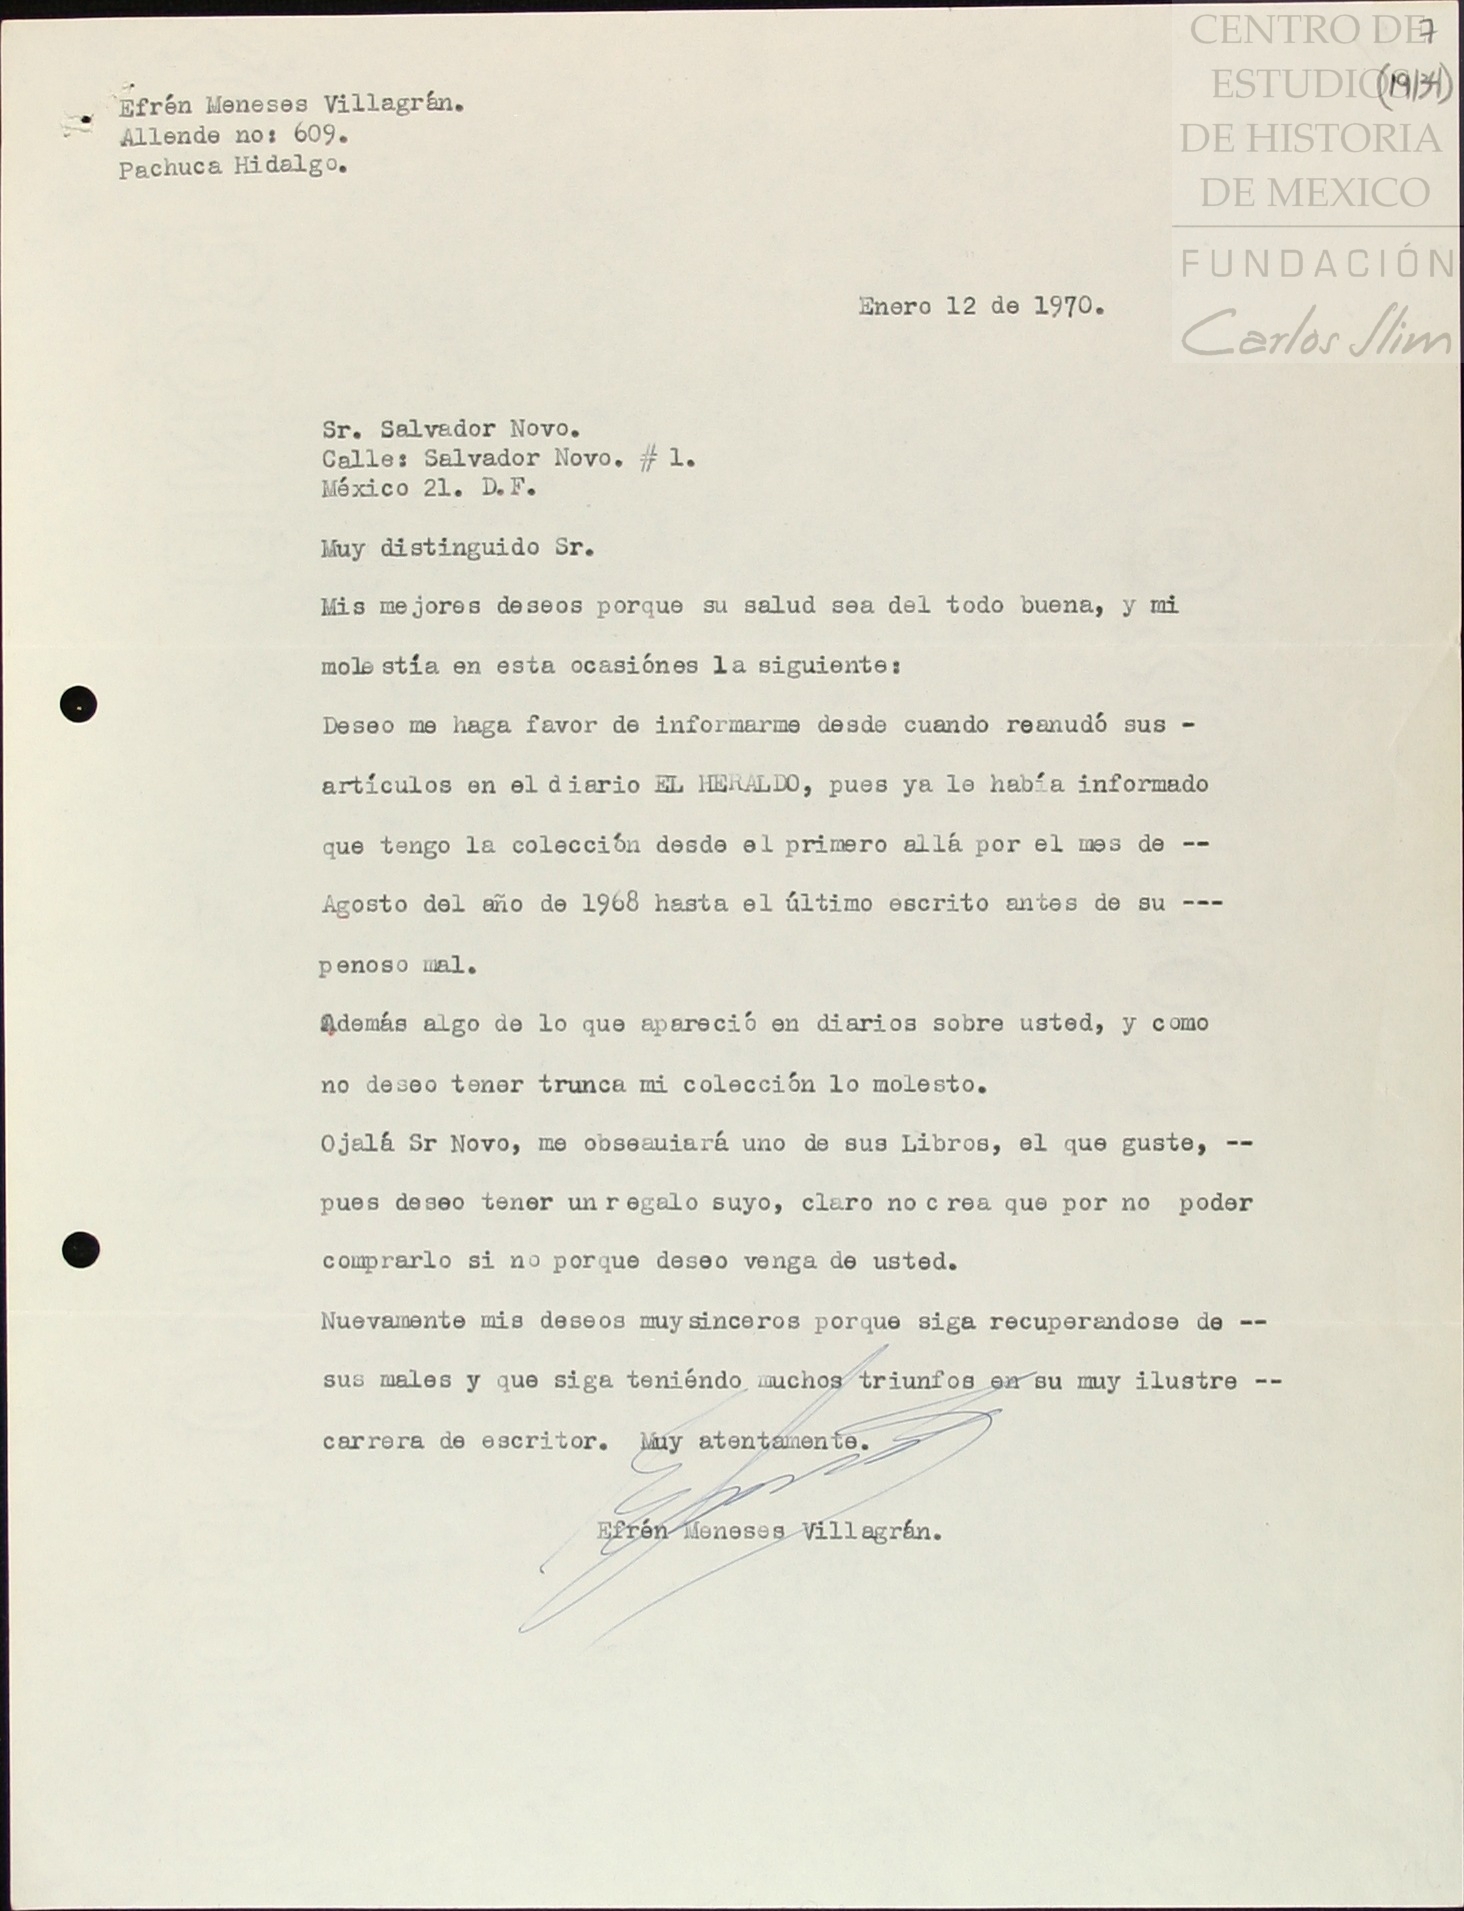 CENTRO DE
7
ESTUDIOS
DE HISTORIA
DE MEXICO
FUNDACIÓN
Carlos Slim
Efrén Meneses Villagrán.
Allende no: 609.
Pachuca Hidalgo.
Enero 12 de 1970.
Sr. Salvador Novo.
Calle: Salvador Novo. # 1.
México 21. D.F.
Muy distinguido Sr.
Mis mejores deseos porque su salud sea del todo buena, y mi
molestía en esta ocasiónes la siguiente:
Deseo me haga favor de informarme desde cuando reanudó sus -
artículos en el diario EL HERALDO, pues ya le había informado
que tengo la colección desde el primero allá por el mes de --
Agosto del año de 1968 hasta el último escrito antes de su ---
penoso mal.
Además algo de lo que apareció en diarios sobre usted, y como
no deseo tener trunca mi colección lo molesto.
Ojalá Sr Novo, me obseauiará uno de sus Libros, el que guste, --
pues deseo tener un regalo suyo, claro no crea que por no poder
comprarlo si no porque deseo venga de usted.
Nuevamente mis deseos muy sinceros porque siga recuperandose de --
sus males y que siga teniéndo muchos triunfos en su muy ilustre --
carrera de escritor. Muy atentamente.
Efrén Meneses Villagrán.